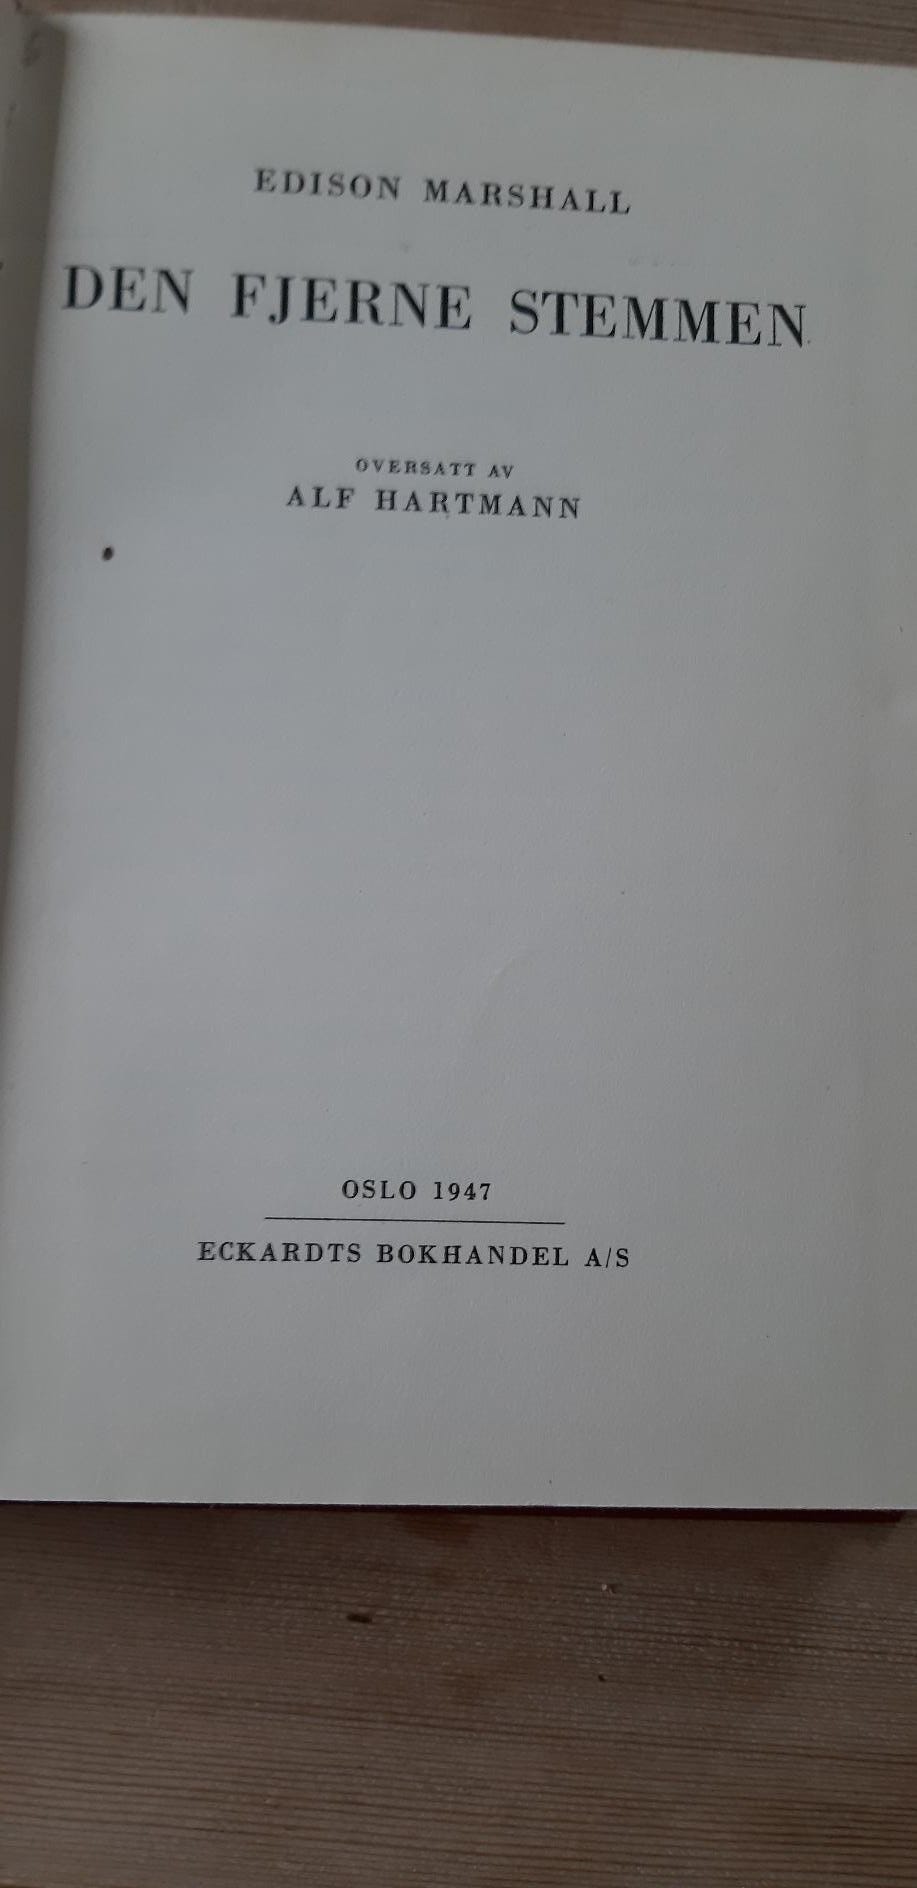 EDISON MARSHALL
DEN FJERNE STEMMEN
OVERSATT AV
ALF HARTMANN
OSLO 1947
ECKARDTS BOKHANDEL A/S